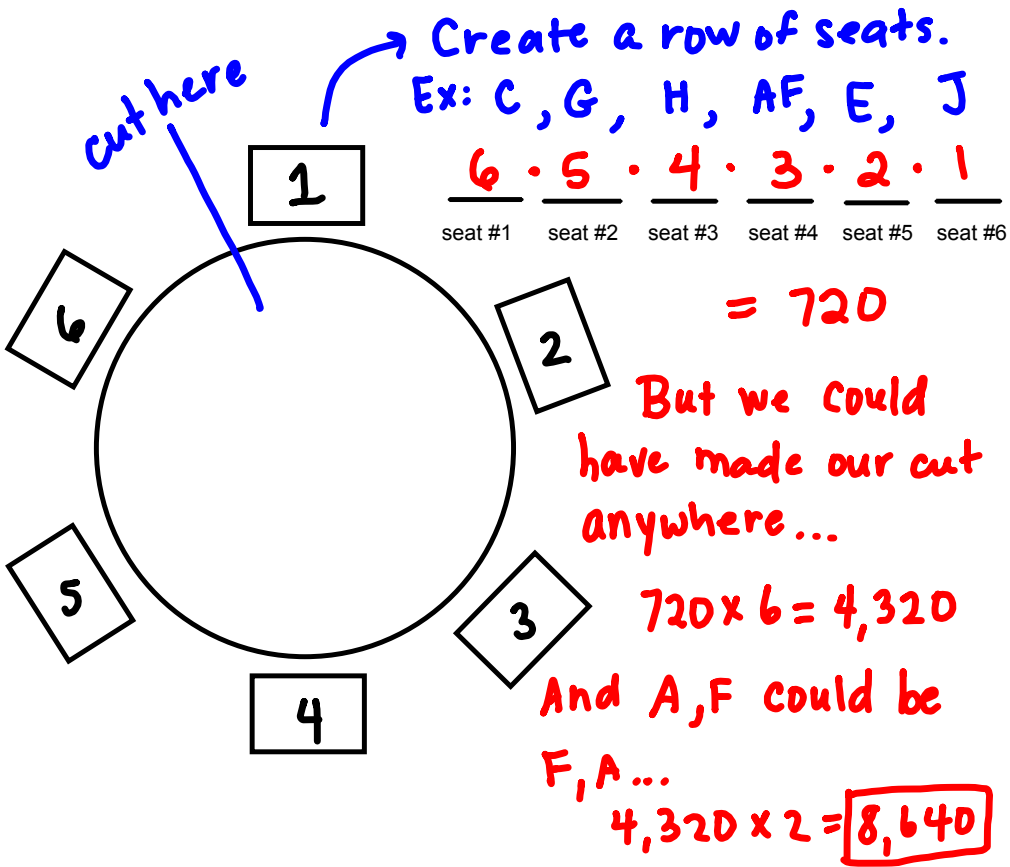 Create a row of seats.
cut here
Ex: C, G, H, AF, E, J
6 · 5 · 4 · 3 · 2 · 1
seat #1 seat #2 seat #3 seat #4 seat #5 seat #6
1
= 720
6
2
But we could
have made our cut
anywhere...
5
3
720 x 6 = 4,320
4
And A,F could be
F,A...
4,320 x 2 = 8,640